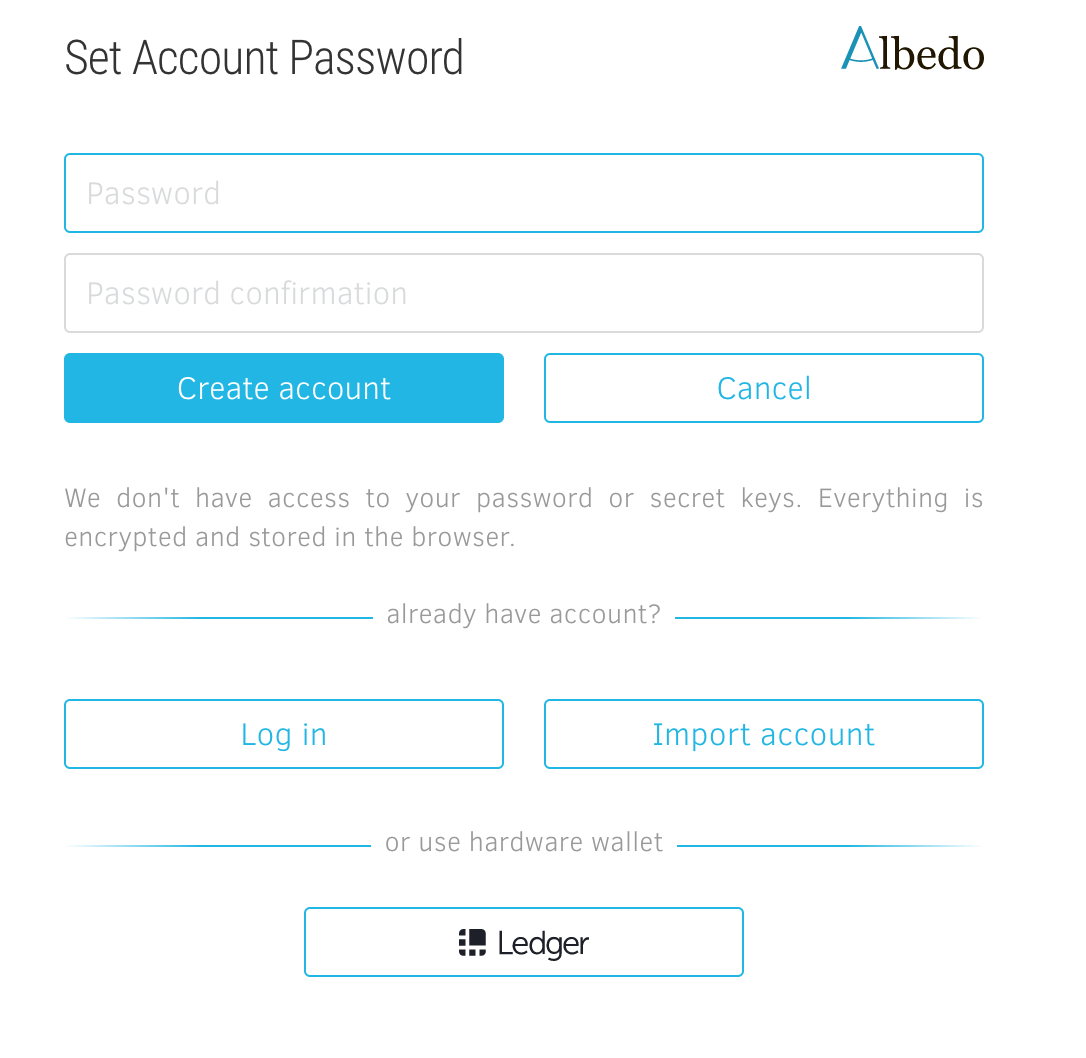 Set Account Password
Albedo
Password
Password confirmation
Create account
Cancel
We don't have access to your password or secret keys. Everything is
encrypted and stored in the browser.
already have account?
Log in
Import account
or use hardware wallet
Ledger